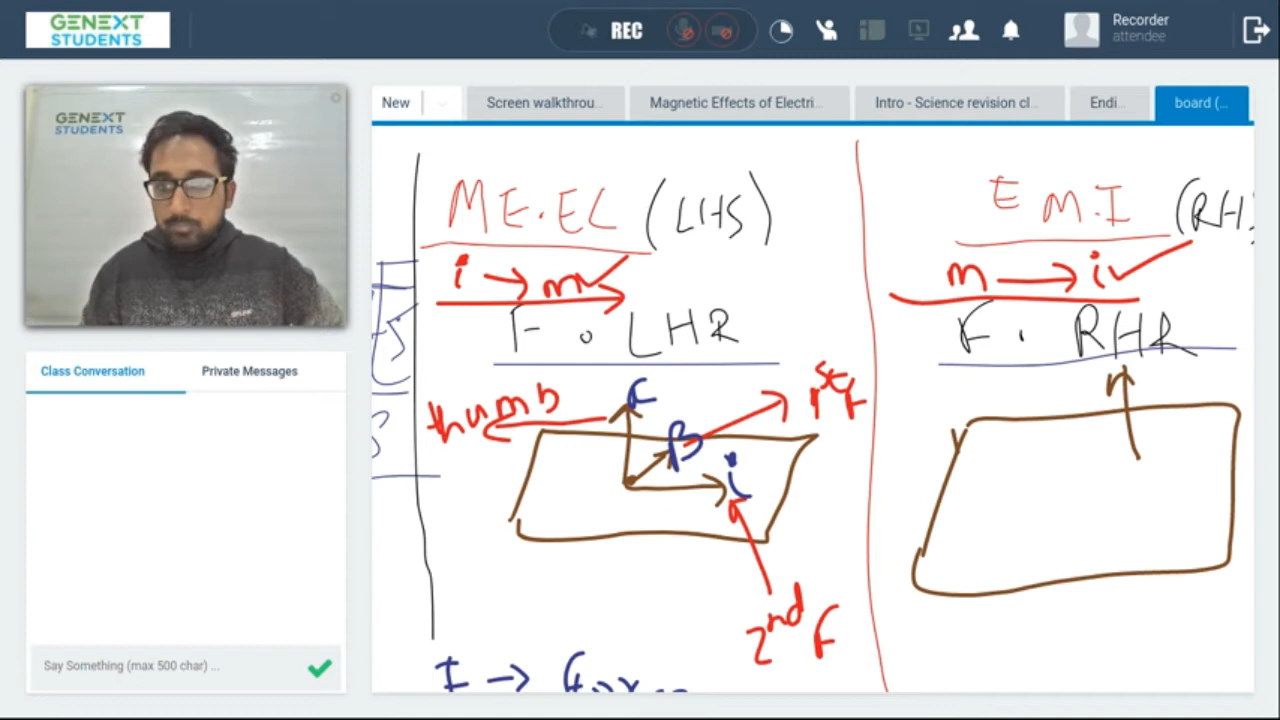 GENEXT
STUDENTS
REC
Recorder
attendee
GENEXT
STUDENTS
New
Screen walkthrou...
Magnetic Effects of Electri...
Intro - Science revision cl...
Endi...
board (...
ME.EL (LHS)
i → m
F. LHR
thumb
F
B
i
1st F
2nd F
I →
E M.I (RH
m → i
F. RHR
Class Conversation
Private Messages
Say Something (max 500 char) ...